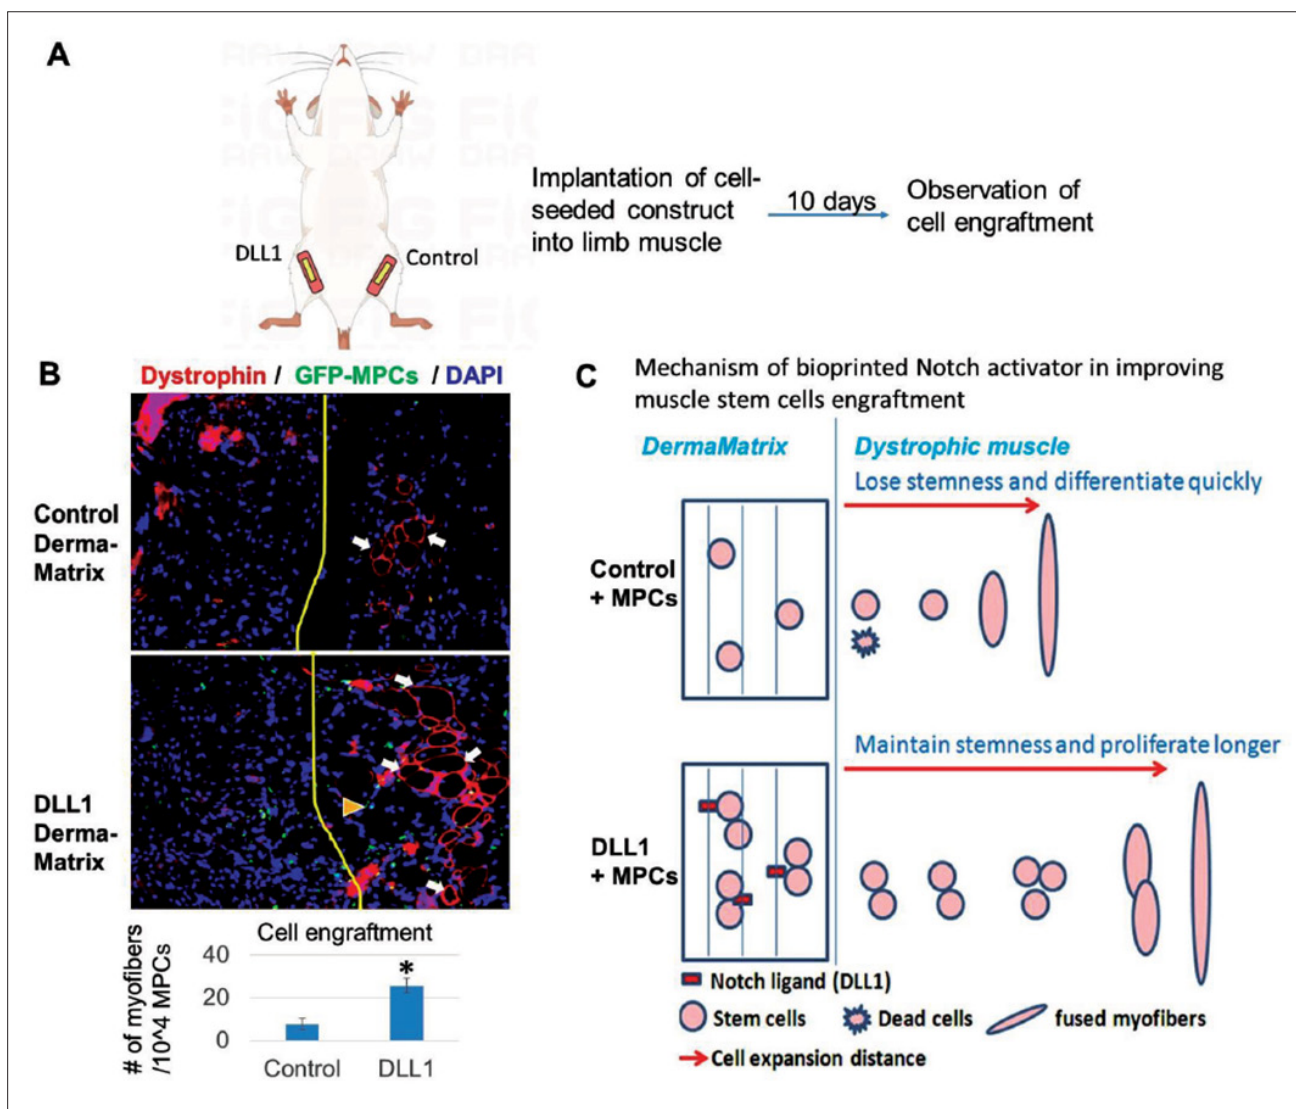 A
DLL1
Control
Implantation of cell-
seeded construct
into limb muscle
10 days
Observation of
cell engraftment
B
Dystrophin / GFP-MPCs / DAPI
Control
Derma-
Matrix
DLL1
Derma-
Matrix
Cell engraftment
# of myofibers
/10^4 MPCs
40
20
0
*
Control
DLL1
C
Mechanism of bioprinted Notch activator in improving
muscle stem cells engraftment
DermaMatrix
Dystrophic muscle
Lose stemness and differentiate quickly
Control
+ MPCs
Maintain stemness and proliferate longer
DLL1
+ MPCs
Notch ligand (DLL1)
Stem cells
Dead cells
fused myofibers
Cell expansion distance